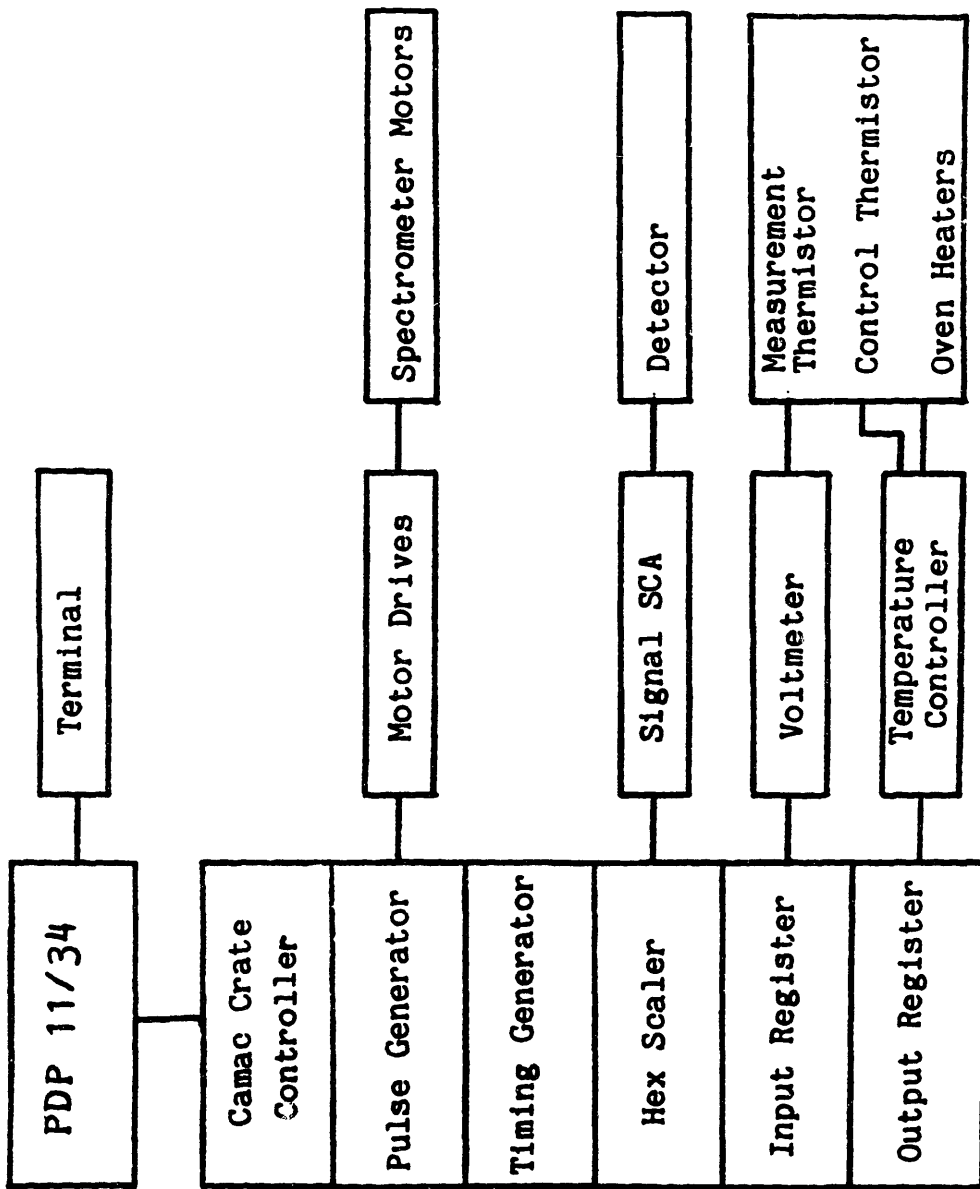 PDP 11/34
Terminal
Camac Crate
Controller
Pulse Generator
Motor Drives
Spectrometer Motors
Timing Generator
Hex Scaler
Signal SCA
Detector
Input Register
Voltmeter
Measurement
Thermistor
Control Thermistor
Oven Heaters
Output Register
Temperature
Controller